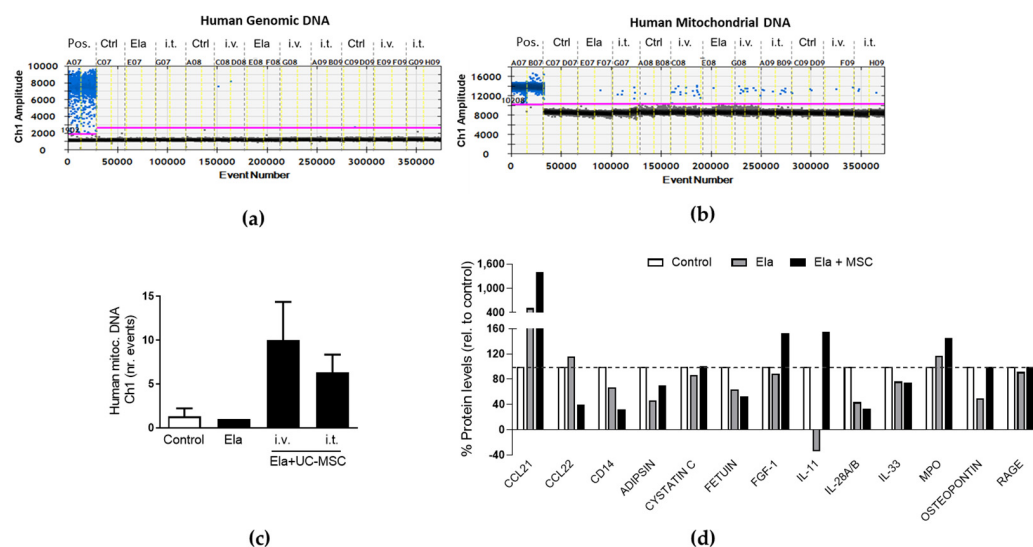 Human Genomic DNA
Pos. Ctrl Ela i.t. Ctrl i.v. Ela i.v. i.t. Ctrl i.v. i.t.
A07 C07 E07 G07 A08 C08 D08 E08 F08 G08 A09 B09 C09 D09 E09 F09 G09 H09
Ch1 Amplitude
10000
8000
6000
4000
2000
0
1901
0 50000 100000 150000 200000 250000 300000 350000
Event Number
(a)
Human Mitochondrial DNA
Pos. Ctrl Ela i.t. Ctrl i.v. Ela i.v. i.t. Ctrl i.v. i.t.
A07 B07 C07 D07 E07 F07 G07 A08 B08 C08 E08 G08 A09 B09 C09 D09 F09 H09
Ch1 Amplitude
16000
12000
8000
4000
0
10208
0 50000 100000 150000 200000 250000 300000 350000
Event Number
(b)
Human mitoc. DNA
Ch1 (nr. events)
15
10
5
0
Control Ela i.v. i.t.
Ela+UC-MSC
(c)
Control Ela Ela + MSC
% Protein levels (rel. to control)
1,600
1,000
400
160
120
80
40
0
-40
CCL21
CCL22
CD14
ADIPSIN
CYSTATIN C
FETUIN
FGF-1
IL-11
IL-28A/B
IL-33
MPO
OSTEOPONTIN
RAGE
(d)